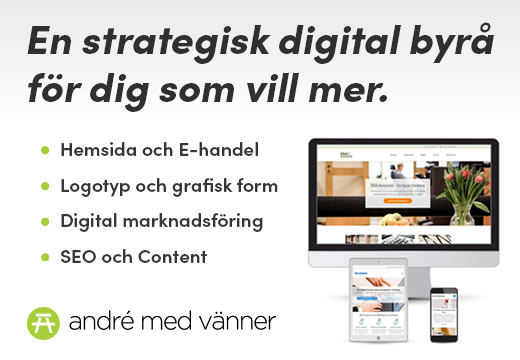 En strategisk digital byrå
för dig som vill mer.
Hemsida och E-handel
Logotyp och grafisk form
Digital marknadsföring
SEO och Content
andré med vänner